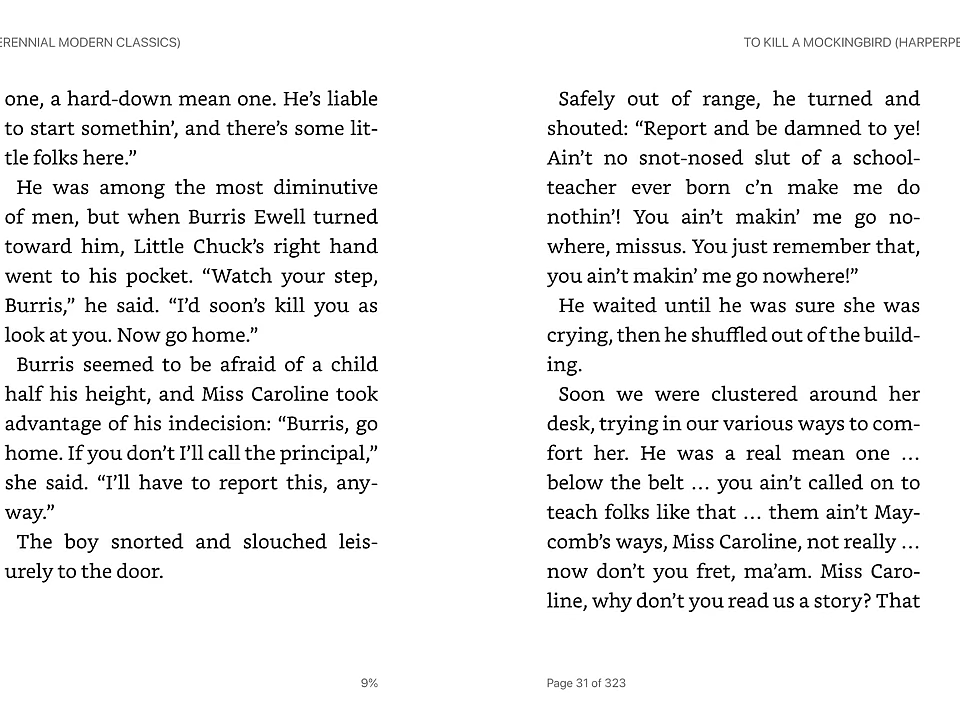 ERENNIAL MODERN CLASSICS)
one, a hard-down mean one. He’s liable
to start somethin’, and there’s some lit-
tle folks here.”
He was among the most diminutive
of men, but when Burris Ewell turned
toward him, Little Chuck’s right hand
went to his pocket. “Watch your step,
Burris,” he said. “I’d soon’s kill you as
look at you. Now go home.”
Burris seemed to be afraid of a child
half his height, and Miss Caroline took
advantage of his indecision: “Burris, go
home. If you don’t I’ll call the principal,”
she said. “I’ll have to report this, any-
way.”
The boy snorted and slouched leis-
urely to the door.
9%
TO KILL A MOCKINGBIRD (HARPERPE
Safely out of range, he turned and
shouted: “Report and be damned to ye!
Ain’t no snot-nosed slut of a school-
teacher ever born c’n make me do
nothin’! You ain’t makin’ me go no-
where, missus. You just remember that,
you ain’t makin’ me go nowhere!”
He waited until he was sure she was
crying, then he shuffled out of the build-
ing.
Soon we were clustered around her
desk, trying in our various ways to com-
fort her. He was a real mean one …
below the belt … you ain’t called on to
teach folks like that … them ain’t May-
comb’s ways, Miss Caroline, not really …
now don’t you fret, ma’am. Miss Caro-
line, why don’t you read us a story? That
Page 31 of 323